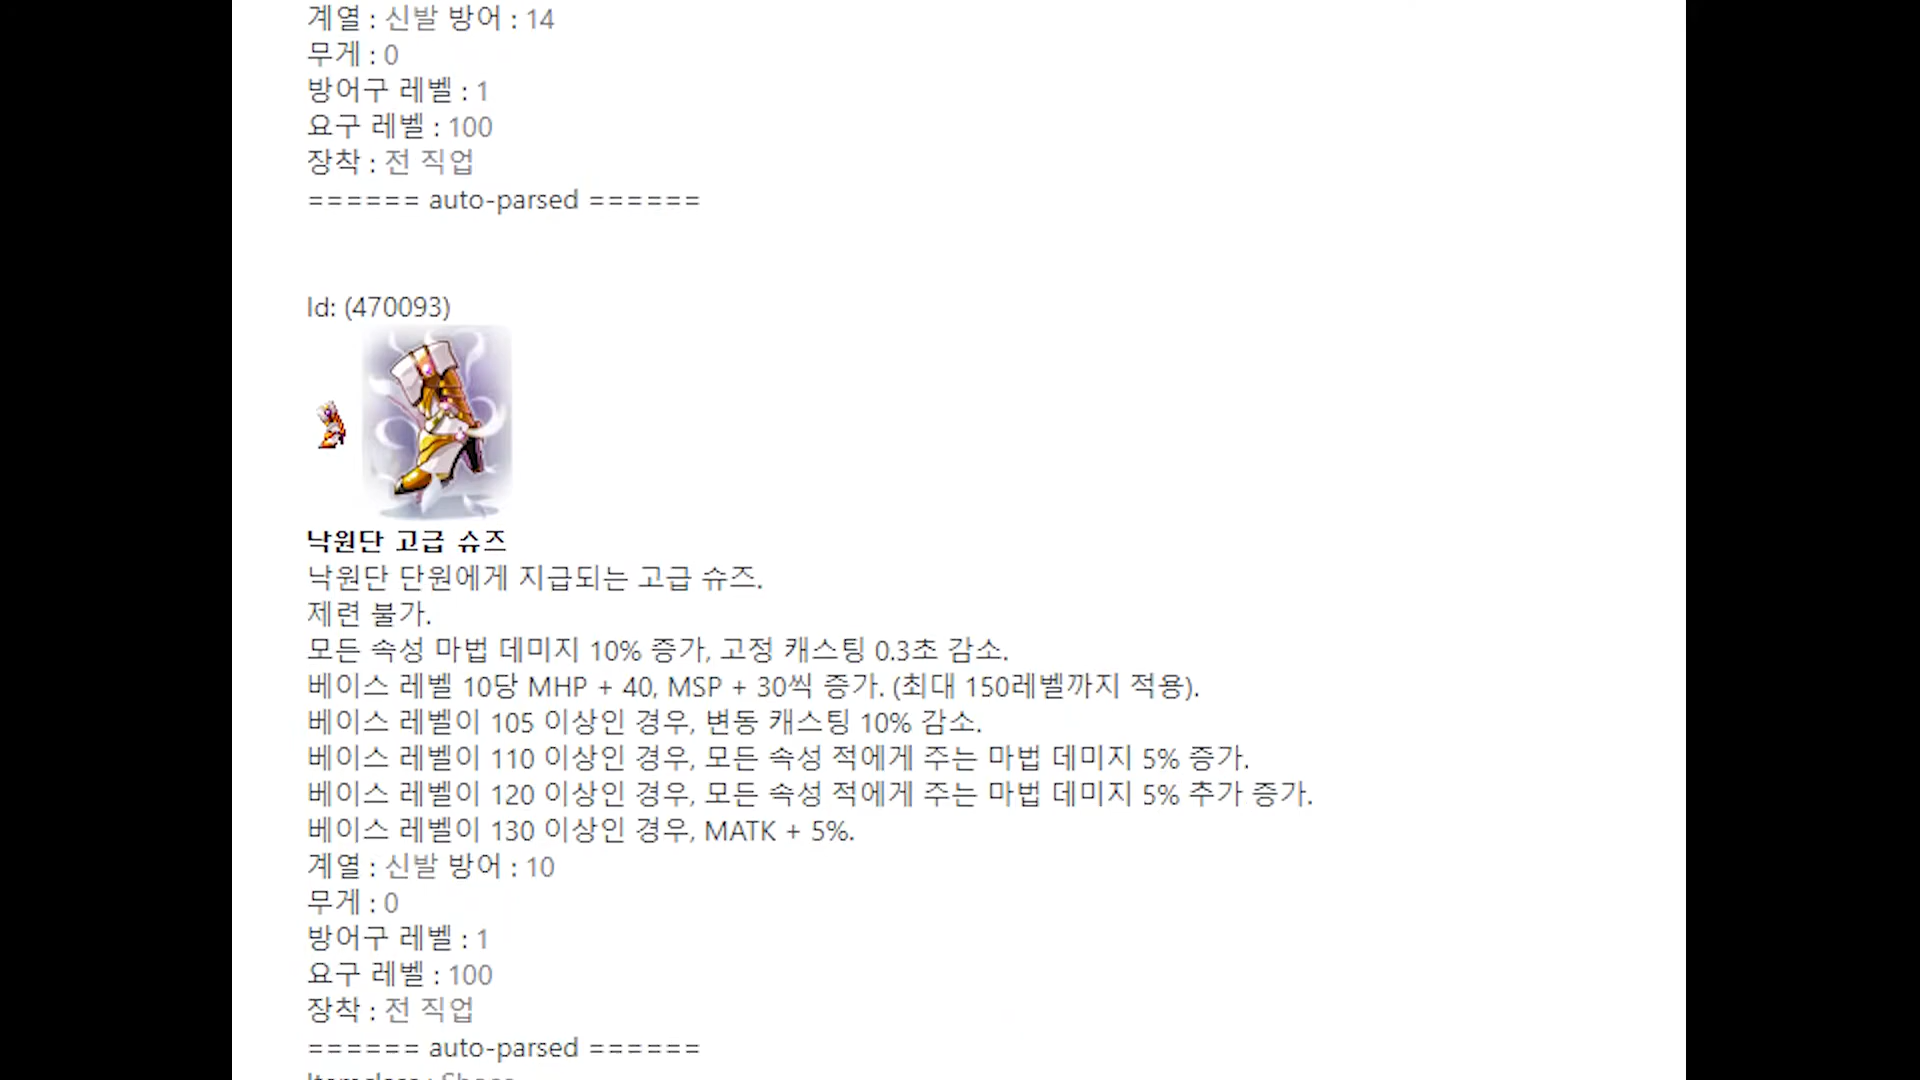 계열 : 신발 방어 : 14
무게 : 0
방어구 레벨 : 1
요구 레벨 : 100
장착 : 전 직업
====== auto-parsed ======
Id: (470093)
낙원단 고급 슈즈
낙원단 단원에게 지급되는 고급 슈즈.
제련 불가.
모든 속성 마법 데미지 10% 증가, 고정 캐스팅 0.3초 감소.
베이스 레벨 10당 MHP + 40, MSP + 30씩 증가. (최대 150레벨까지 적용).
베이스 레벨이 105 이상인 경우, 변동 캐스팅 10% 감소.
베이스 레벨이 110 이상인 경우, 모든 속성 적에게 주는 마법 데미지 5% 증가.
베이스 레벨이 120 이상인 경우, 모든 속성 적에게 주는 마법 데미지 5% 추가 증가.
베이스 레벨이 130 이상인 경우, MATK + 5%.
계열 : 신발 방어 : 10
무게 : 0
방어구 레벨 : 1
요구 레벨 : 100
장착 : 전 직업
====== auto-parsed ======